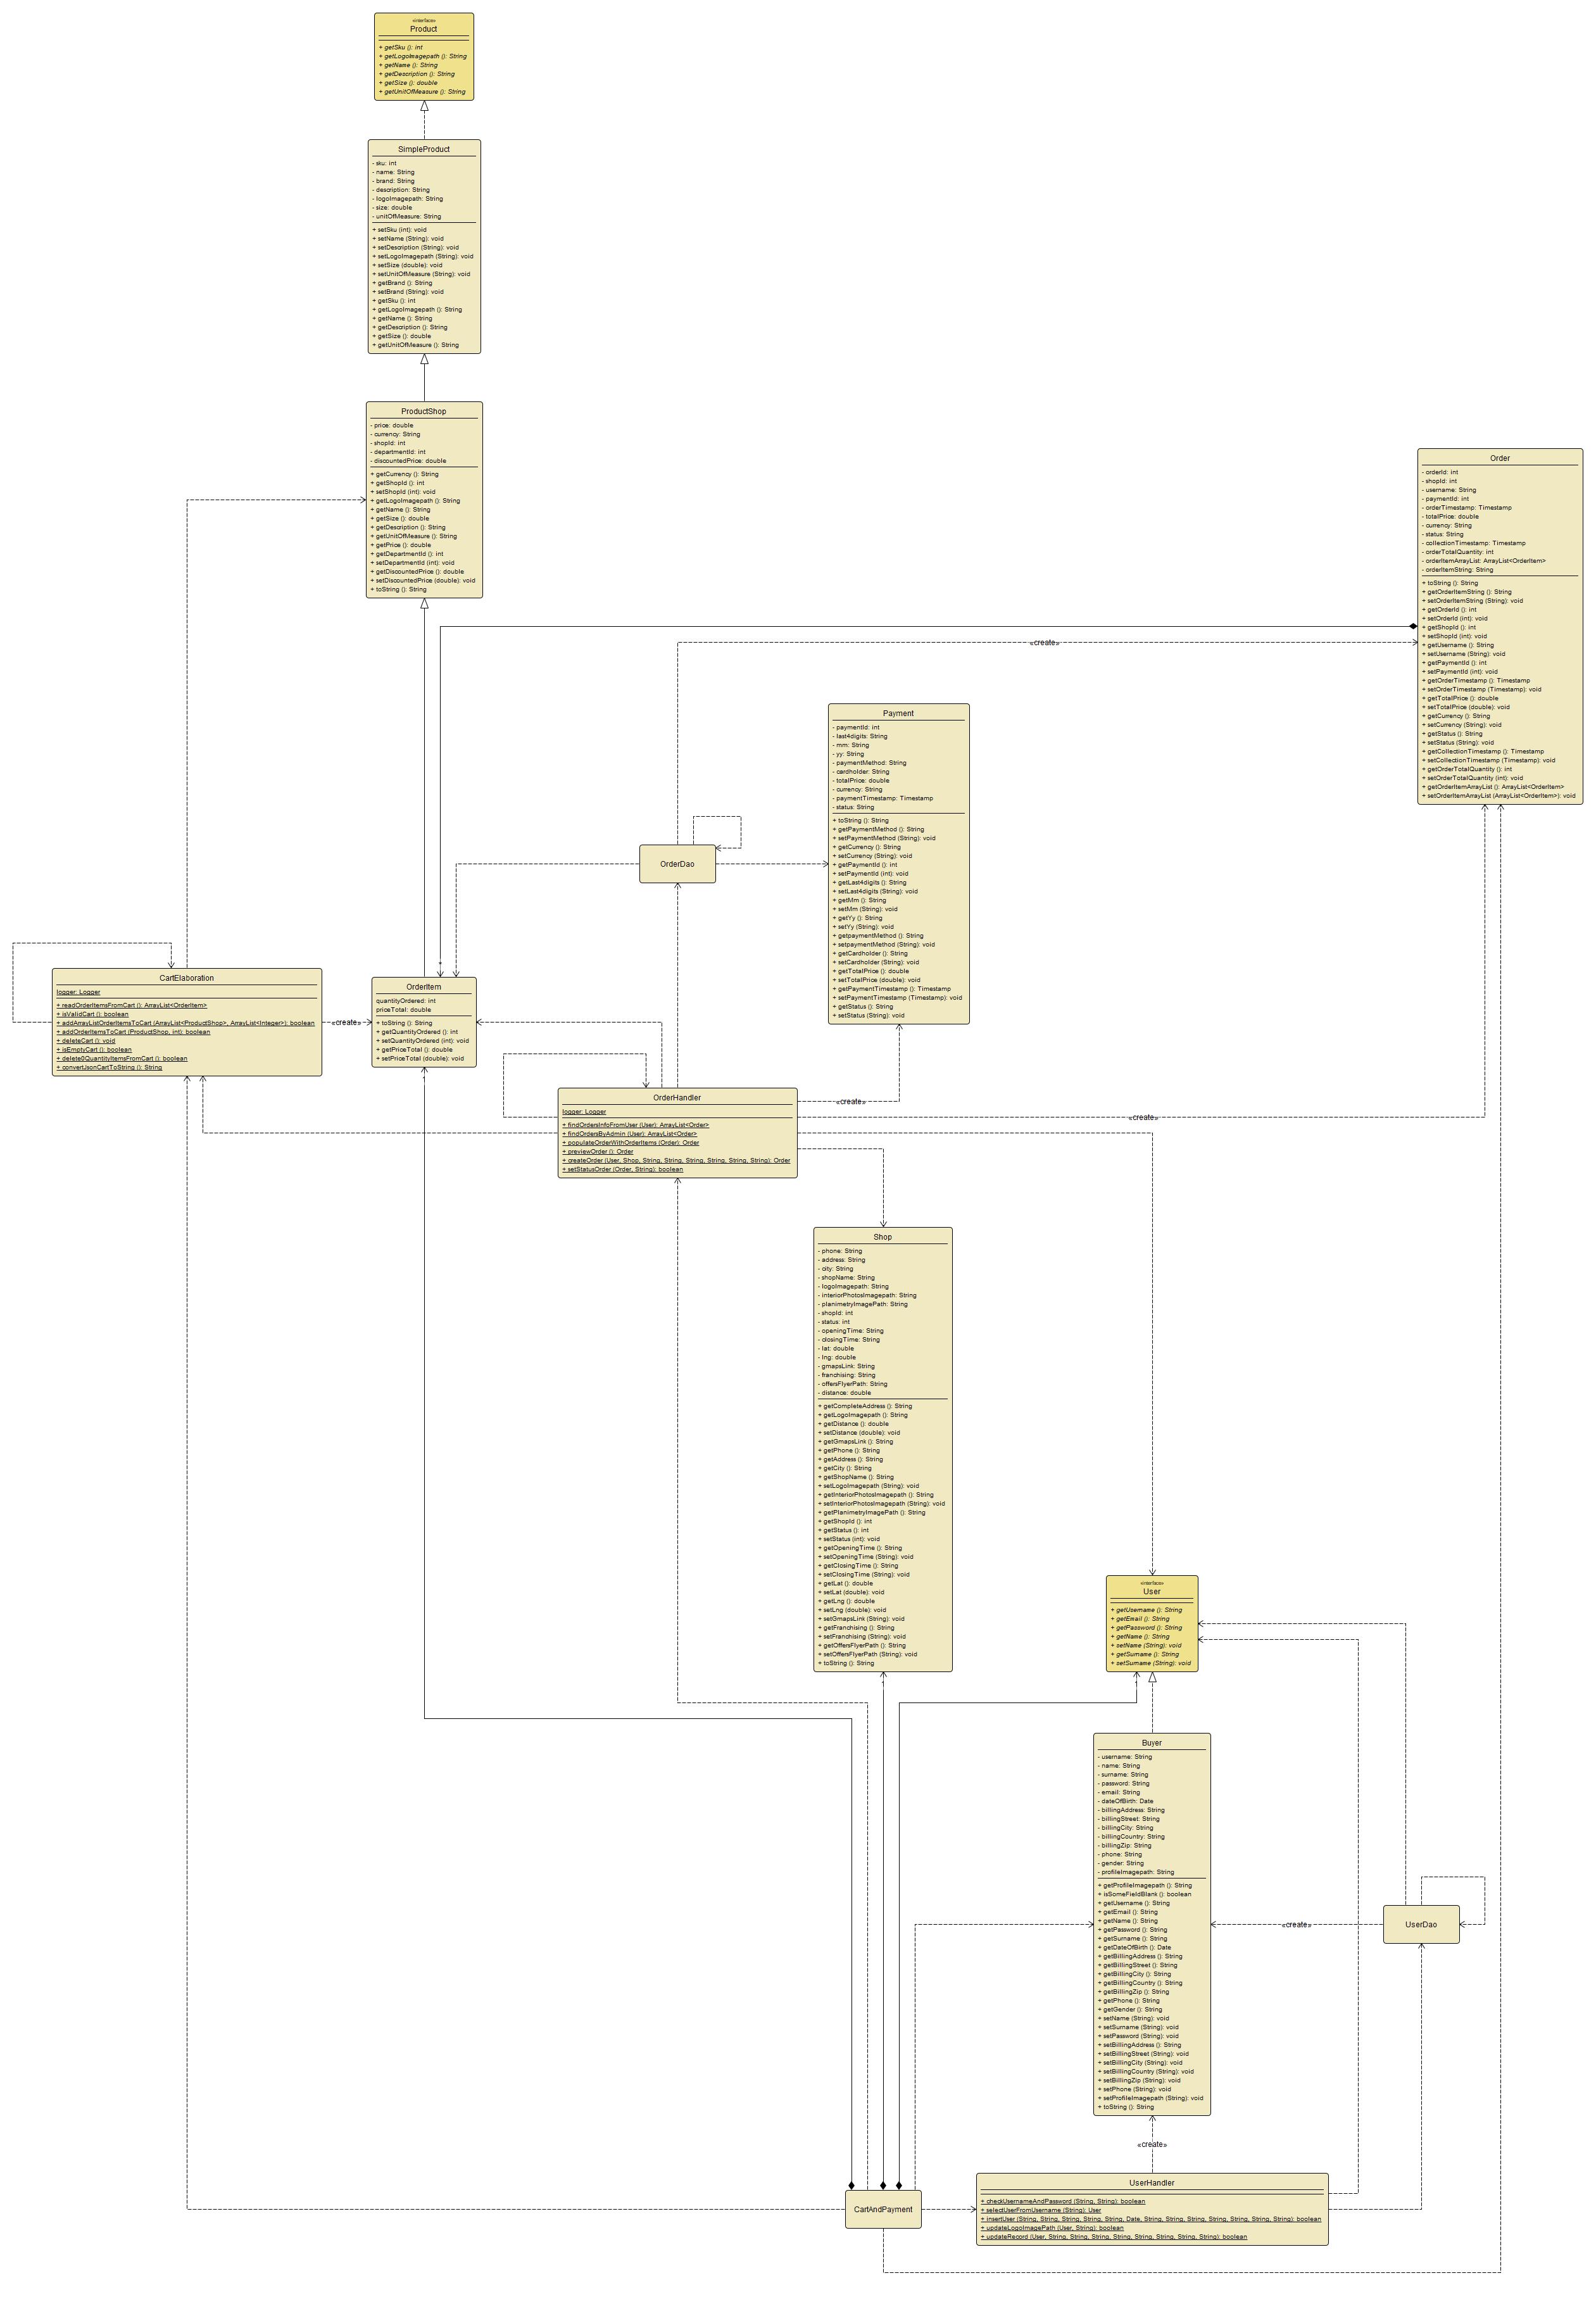 «interface»
Product
+ getSku (): int
+ getLogoImagepath (): String
+ getName (): String
+ getDescription (): String
+ getSize (): double
+ getUnitOfMeasure (): String
SimpleProduct
- sku: int
- name: String
- brand: String
- description: String
- logoImagepath: String
- size: double
- unitOfMeasure: String
+ setSku (int): void
+ setName (String): void
+ setDescription (String): void
+ setLogoImagepath (String): void
+ setSize (double): void
+ setUnitOfMeasure (String): void
+ getBrand (): String
+ setBrand (String): void
+ getSku (): int
+ getLogoImagepath (): String
+ getName (): String
+ getDescription (): String
+ getSize (): double
+ getUnitOfMeasure (): String
ProductShop
- price: double
- currency: String
- shopId: int
- departmentId: int
- discountedPrice: double
+ getCurrency (): String
+ getShopId (): int
+ setShopId (int): void
+ getLogoImagepath (): String
+ getName (): String
+ getSize (): double
+ getDescription (): String
+ getUnitOfMeasure (): String
+ getPrice (): double
+ getDepartmentId (): int
+ setDepartmentId (int): void
+ getDiscountedPrice (): double
+ setDiscountedPrice (double): void
+ toString (): String
Order
- orderId: int
- shopId: int
- username: String
- paymentId: int
- orderTimestamp: Timestamp
- totalPrice: double
- currency: String
- status: String
- collectionTimestamp: Timestamp
- orderTotalQuantity: int
- orderItemArrayList: ArrayList<OrderItem>
- orderItemString: String
+ toString (): String
+ getOrderItemString (): String
+ setOrderItemString (String): void
+ getOrderId (): int
+ setOrderId (int): void
+ getShopId (): int
+ setShopId (int): void
+ getUsername (): String
+ setUsername (String): void
+ getPaymentId (): int
+ setPaymentId (int): void
+ getOrderTimestamp (): Timestamp
+ setOrderTimestamp (Timestamp): void
+ getTotalPrice (): double
+ setTotalPrice (double): void
+ getCurrency (): String
+ setCurrency (String): void
+ getStatus (): String
+ setStatus (String): void
+ getCollectionTimestamp (): Timestamp
+ setCollectionTimestamp (Timestamp): void
+ getOrderTotalQuantity (): int
+ setOrderTotalQuantity (int): void
+ getOrderItemArrayList (): ArrayList<OrderItem>
+ setOrderItemArrayList (ArrayList<OrderItem>): void
«create»
Payment
- paymentId: int
- last4digits: String
- mm: String
- yy: String
- paymentMethod: String
- cardholder: String
- totalPrice: double
- currency: String
- paymentTimestamp: Timestamp
- status: String
+ toString (): String
+ getPaymentMethod (): String
+ setPaymentMethod (String): void
+ getCurrency (): String
+ setCurrency (String): void
+ getPaymentId (): int
+ setPaymentId (int): void
+ getLast4digits (): String
+ setLast4digits (String): void
+ getMm (): String
+ setMm (String): void
+ getYy (): String
+ setYy (String): void
+ getpaymentMethod (): String
+ setpaymentMethod (String): void
+ getCardholder (): String
+ setCardholder (String): void
+ getTotalPrice (): double
+ setTotalPrice (double): void
+ getPaymentTimestamp (): Timestamp
+ setPaymentTimestamp (Timestamp): void
+ getStatus (): String
+ setStatus (String): void
OrderDao
CartElaboration
logger: Logger
+ readOrderItemsFromCart (): ArrayList<OrderItem>
+ isValidCart (): boolean
+ addArrayListOrderItemsToCart (ArrayList<ProductShop>, ArrayList<Integer>): boolean
+ addOrderItemsToCart (ProductShop, int): boolean
+ deleteCart (): void
+ isEmptyCart (): boolean
+ delete0QuantityItemsFromCart (): boolean
+ convertJsonCartToString (): String
«create»
*
OrderItem
quantityOrdered: int
priceTotal: double
+ toString (): String
+ getQuantityOrdered (): int
+ setQuantityOrdered (int): void
+ getPriceTotal (): double
+ setPriceTotal (double): void
*
OrderHandler
logger: Logger
+ findOrdersInfoFromUser (User): ArrayList<Order>
+ findOrdersByAdmin (User): ArrayList<Order>
+ populateOrderWithOrderItems (Order): Order
+ previewOrder (): Order
+ createOrder (User, Shop, String, String, String, String, String, String): Order
+ setStatusOrder (Order, String): boolean
«create»
«create»
Shop
- phone: String
- address: String
- city: String
- shopName: String
- logoImagepath: String
- interiorPhotosImagepath: String
- planimetryImagePath: String
- shopId: int
- status: int
- openingTime: String
- closingTime: String
- lat: double
- lng: double
- gmapsLink: String
- franchising: String
- offersFlyerPath: String
- distance: double
+ getCompleteAddress (): String
+ getLogoImagepath (): String
+ getDistance (): double
+ setDistance (double): void
+ getGmapsLink (): String
+ getPhone (): String
+ getAddress (): String
+ getCity (): String
+ getShopName (): String
+ setLogoImagepath (String): void
+ getInteriorPhotosImagepath (): String
+ setInteriorPhotosImagepath (String): void
+ getPlanimetryImagePath (): String
+ getShopId (): int
+ getStatus (): int
+ setStatus (int): void
+ getOpeningTime (): String
+ setOpeningTime (String): void
+ getClosingTime (): String
+ setClosingTime (String): void
+ getLat (): double
+ setLat (double): void
+ getLng (): double
+ setLng (double): void
+ setGmapsLink (String): void
+ getFranchising (): String
+ setFranchising (String): void
+ getOffersFlyerPath (): String
+ setOffersFlyerPath (String): void
+ toString (): String
«interface»
User
+ getUsername (): String
+ getEmail (): String
+ getPassword (): String
+ getName (): String
+ setName (String): void
+ getSurname (): String
+ setSurname (String): void
Buyer
- username: String
- name: String
- surname: String
- password: String
- email: String
- dateOfBirth: Date
- billingAddress: String
- billingStreet: String
- billingCity: String
- billingCountry: String
- billingZip: String
- phone: String
- gender: String
- profileImagepath: String
+ getProfileImagepath (): String
+ isSomeFieldBlank (): boolean
+ getUsername (): String
+ getEmail (): String
+ getName (): String
+ getPassword (): String
+ getSurname (): String
+ getDateOfBirth (): Date
+ getBillingAddress (): String
+ getBillingStreet (): String
+ getBillingCity (): String
+ getBillingCountry (): String
+ getBillingZip (): String
+ getPhone (): String
+ getGender (): String
+ setName (String): void
+ setSurname (String): void
+ setPassword (String): void
+ setBillingAddress (): String
+ setBillingStreet (String): void
+ setBillingCity (String): void
+ setBillingCountry (String): void
+ setBillingZip (String): void
+ setPhone (String): void
+ setProfileImagepath (String): void
+ toString (): String
«create»
UserDao
«create»
UserHandler
+ checkUsernameAndPassword (String, String): boolean
+ selectUserFromUsername (String): User
+ insertUser (String, String, String, String, String, Date, String, String, String, String, String, String, String): boolean
+ updateLogoImagePath (User, String): boolean
+ updateRecord (User, String, String, String, String, String, String, String, String): boolean
CartAndPayment